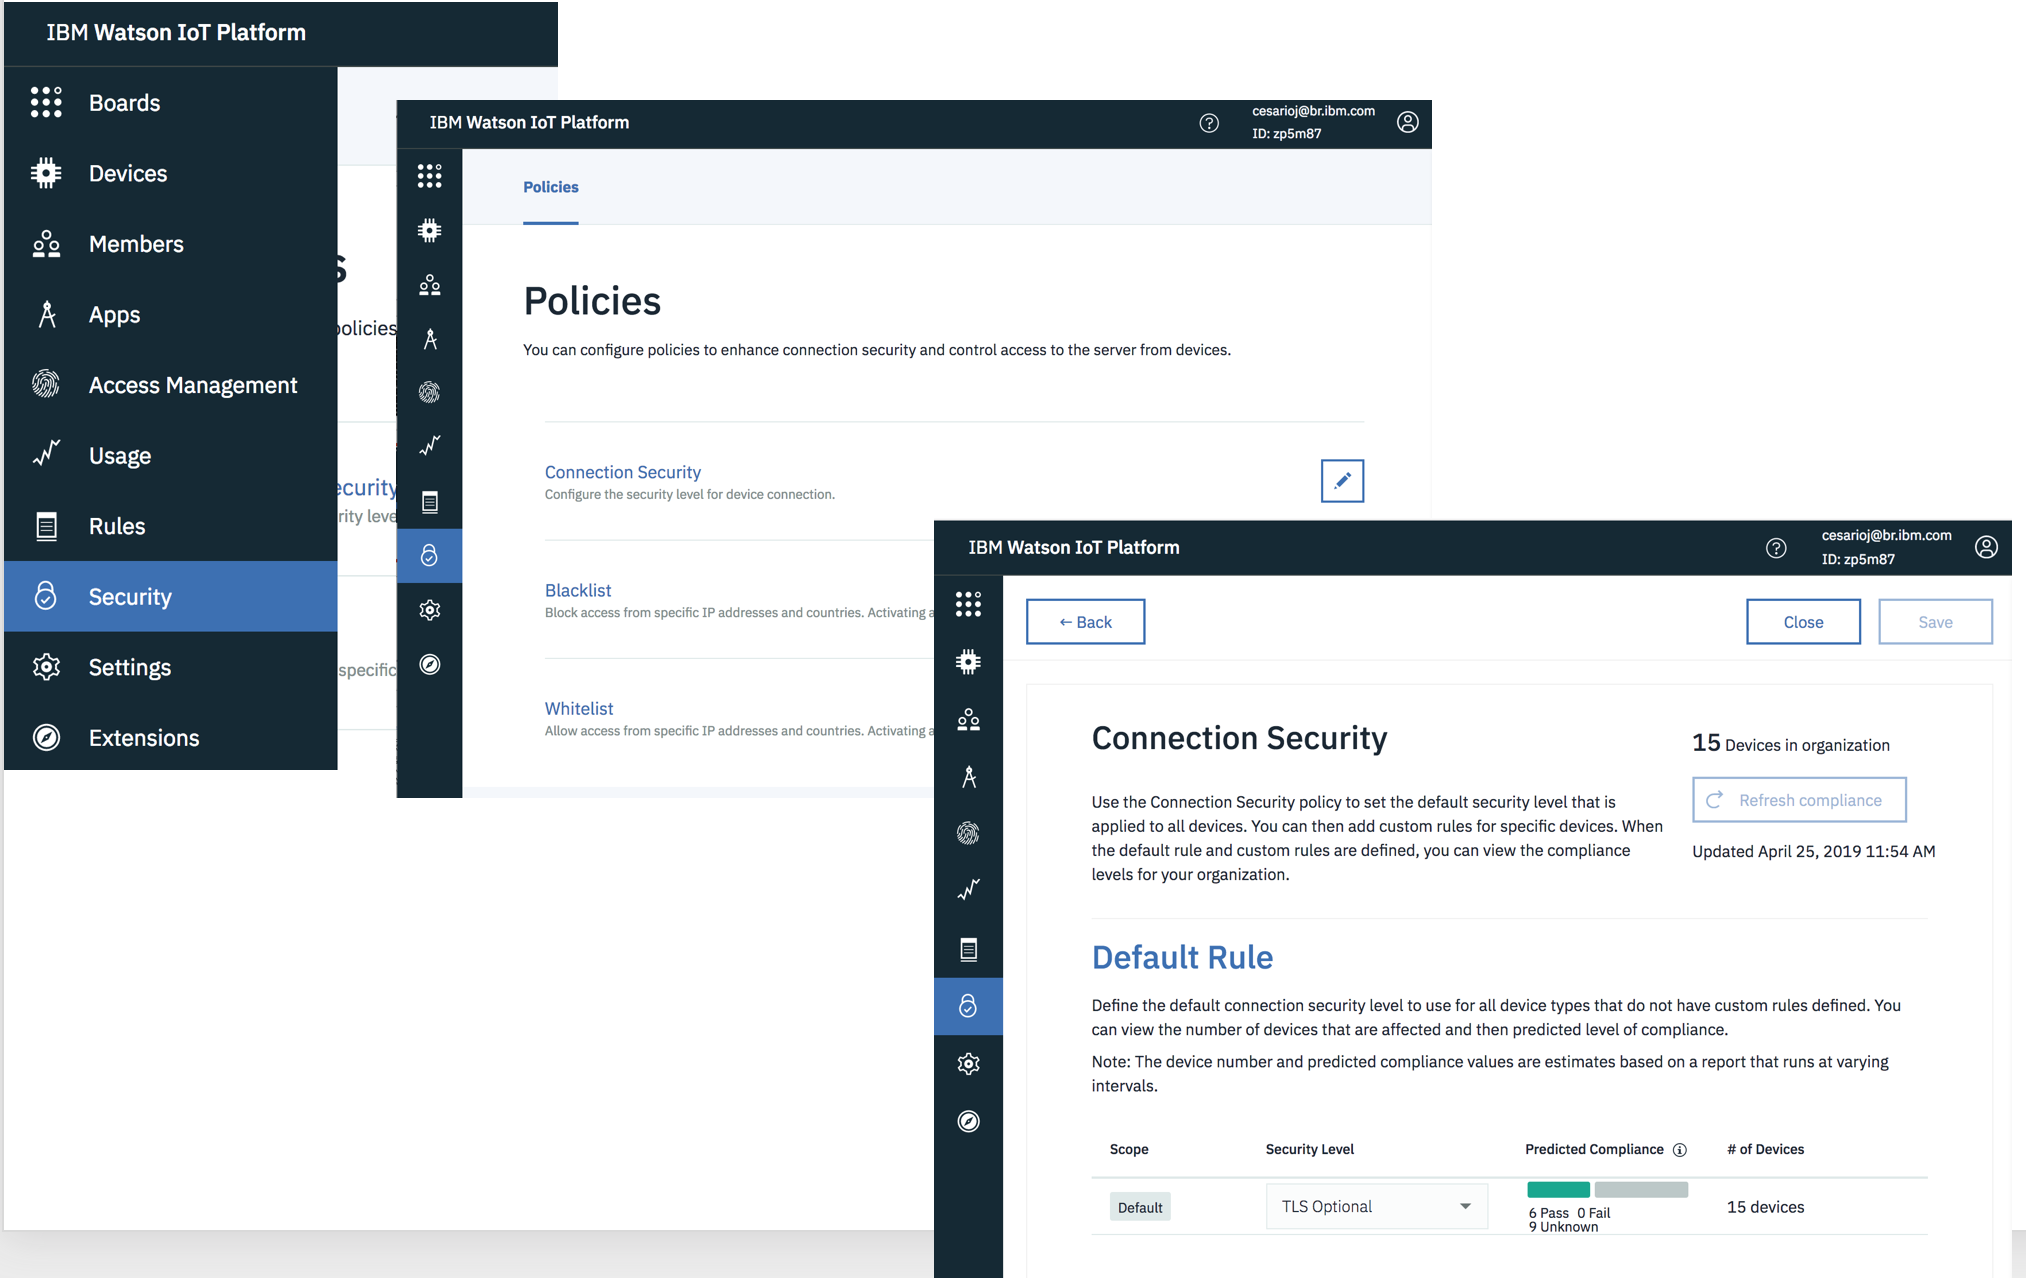 IBM Watson IoT Platform
Boards
Devices
Members
Apps
Access Management
Usage
Rules
Security
Settings
Extensions
s
policies
ecurity
rity leve
specific
IBM Watson IoT Platform
cesarioj@br.ibm.com
ID: zp5m87
Policies
Policies
You can configure policies to enhance connection security and control access to the server from devices.
Connection Security
Configure the security level for device connection.
Blacklist
Block access from specific IP addresses and countries. Activating a
Whitelist
Allow access from specific IP addresses and countries. Activating a
IBM Watson IoT Platform
cesarioj@br.ibm.com
ID: zp5m87
← Back
Close
Save
Connection Security
15 Devices in organization
Refresh compliance
Updated April 25, 2019 11:54 AM
Use the Connection Security policy to set the default security level that is
applied to all devices. You can then add custom rules for specific devices. When
the default rule and custom rules are defined, you can view the compliance
levels for your organization.
Default Rule
Define the default connection security level to use for all device types that do not have custom rules defined. You
can view the number of devices that are affected and then predicted level of compliance.
Note: The device number and predicted compliance values are estimates based on a report that runs at varying
intervals.
Scope Security Level Predicted Compliance # of Devices
Default TLS Optional 6 Pass 0 Fail 15 devices
9 Unknown